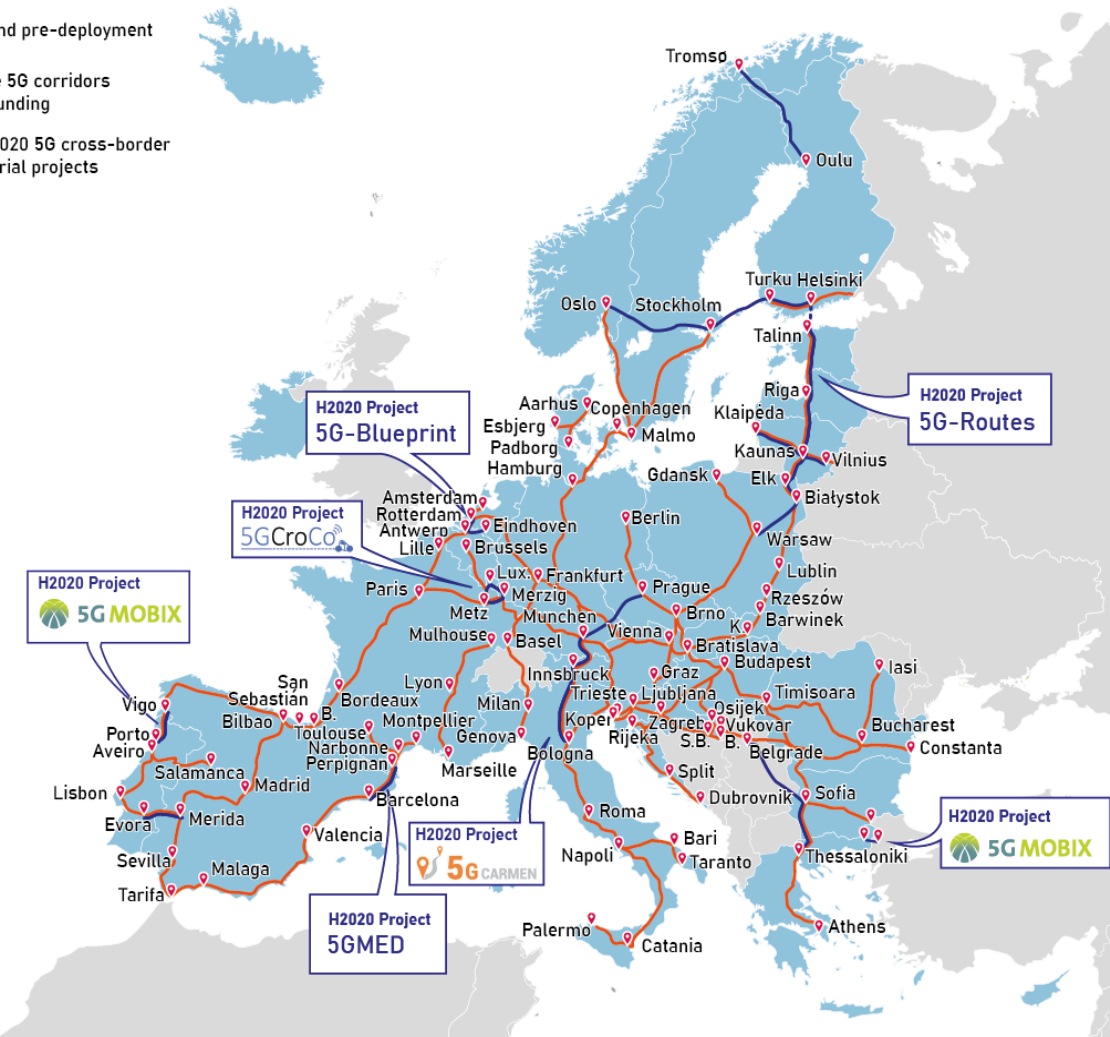 nd pre-deployment
5G corridors
unding
020 5G cross-border
rial projects
Tromsø
Oulu
Turku Helsinki
Oslo
Stockholm
Talinn
Riga
H2020 Project
5G-Routes
Klaipėda
Kaunas
Vilnius
Aarhus
Copenhagen
Esbjerg
Malmo
Padborg
Hamburg
H2020 Project
5G-Blueprint
Gdansk
Elk
Białystok
Amsterdam
Rotterdam
Antwerp
Eindhoven
Berlin
Warsaw
H2020 Project
5GCroCo
Lille
Brussels
Lublin
Lux.
Frankfurt
Prague
Paris
Merzig
Rzeszów
Metz
Munchen
Brno
Barwinek
H2020 Project
5G MOBIX
Mulhouse
Basel
Vienna
K.
Bratislava
Budapest
Iasi
Innsbruck
Graz
San
Sebastián
Bordeaux
Lyon
Milan
Trieste
Ljubljana
Timisoara
Vigo
Bilbao
B.
Koper
Zagreb
Osijek
Vukovar
Toulouse
Montpellier
Genova
Rijeka
S.B.
B.
Bucharest
Porto
Narbonne
Bologna
Belgrade
Constanta
Aveiro
Perpignan
Marseille
Salamanca
Split
Lisbon
Madrid
Barcelona
Dubrovnik
Sofia
Evora
Merida
Roma
Valencia
H2020 Project
5G CARMEN
H2020 Project
5G MOBIX
Sevilla
Bari
Napoli
Taranto
Thessaloniki
Malaga
Tarifa
H2020 Project
5GMED
Palermo
Catania
Athens